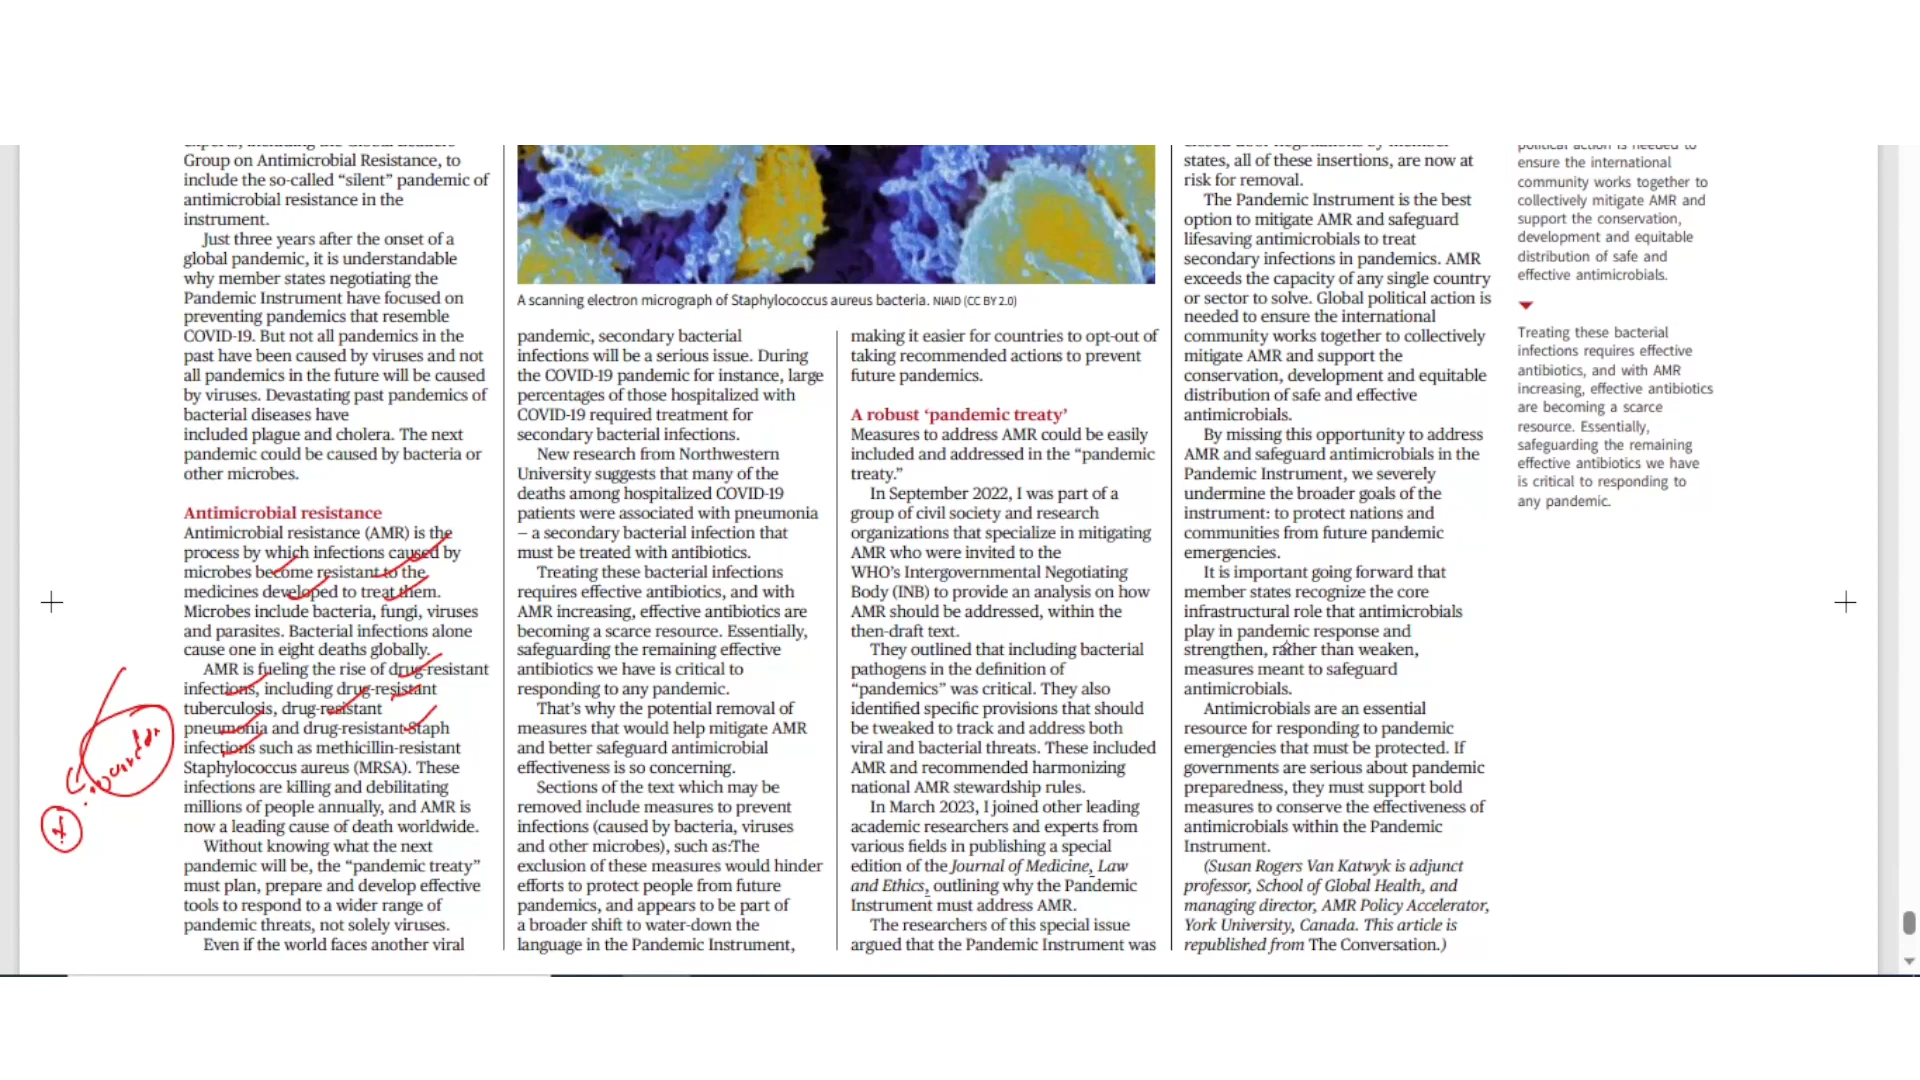 Group on Antimicrobial Resistance, to
include the so-called “silent” pandemic of
antimicrobial resistance in the
instrument.
Just three years after the onset of a
global pandemic, it is understandable
why member states negotiating the
Pandemic Instrument have focused on
preventing pandemics that resemble
COVID-19. But not all pandemics in the
past have been caused by viruses and not
all pandemics in the future will be caused
by viruses. Devastating past pandemics of
bacterial diseases have
included plague and cholera. The next
pandemic could be caused by bacteria or
other microbes.
Antimicrobial resistance
Antimicrobial resistance (AMR) is the
process by which infections caused by
microbes become resistant to the
medicines developed to treat them.
Microbes include bacteria, fungi, viruses
and parasites. Bacterial infections alone
cause one in eight deaths globally.
AMR is fueling the rise of drug-resistant
infections, including drug-resistant
tuberculosis, drug-resistant
pneumonia and drug-resistant Staph
infections such as methicillin-resistant
Staphylococcus aureus (MRSA). These
infections are killing and debilitating
millions of people annually, and AMR is
now a leading cause of death worldwide.
Without knowing what the next
pandemic will be, the “pandemic treaty”
must plan, prepare and develop effective
tools to respond to a wider range of
pandemic threats, not solely viruses.
Even if the world faces another viral
A scanning electron micrograph of Staphylococcus aureus bacteria. NIAID (CC BY 2.0)
pandemic, secondary bacterial
infections will be a serious issue. During
the COVID-19 pandemic for instance, large
percentages of those hospitalized with
COVID-19 required treatment for
secondary bacterial infections.
New research from Northwestern
University suggests that many of the
deaths among hospitalized COVID-19
patients were associated with pneumonia
– a secondary bacterial infection that
must be treated with antibiotics.
Treating these bacterial infections
requires effective antibiotics, and with
AMR increasing, effective antibiotics are
becoming a scarce resource. Essentially,
safeguarding the remaining effective
antibiotics we have is critical to
responding to any pandemic.
That’s why the potential removal of
measures that would help mitigate AMR
and better safeguard antimicrobial
effectiveness is so concerning.
Sections of the text which may be
removed include measures to prevent
infections (caused by bacteria, viruses
and other microbes), such as:The
exclusion of these measures would hinder
efforts to protect people from future
pandemics, and appears to be part of
a broader shift to water-down the
language in the Pandemic Instrument,
making it easier for countries to opt-out of
taking recommended actions to prevent
future pandemics.
A robust ‘pandemic treaty’
Measures to address AMR could be easily
included and addressed in the “pandemic
treaty.”
In September 2022, I was part of a
group of civil society and research
organizations that specialize in mitigating
AMR who were invited to the
WHO’s Intergovernmental Negotiating
Body (INB) to provide an analysis on how
AMR should be addressed, within the
then-draft text.
They outlined that including bacterial
pathogens in the definition of
“pandemics” was critical. They also
identified specific provisions that should
be tweaked to track and address both
viral and bacterial threats. These included
AMR and recommended harmonizing
national AMR stewardship rules.
In March 2023, I joined other leading
academic researchers and experts from
various fields in publishing a special
edition of the Journal of Medicine, Law
and Ethics, outlining why the Pandemic
Instrument must address AMR.
The researchers of this special issue
argued that the Pandemic Instrument was
states, all of these insertions, are now at
risk for removal.
The Pandemic Instrument is the best
option to mitigate AMR and safeguard
lifesaving antimicrobials to treat
secondary infections in pandemics. AMR
exceeds the capacity of any single country
or sector to solve. Global political action is
needed to ensure the international
community works together to collectively
mitigate AMR and support the
conservation, development and equitable
distribution of safe and effective
antimicrobials.
By missing this opportunity to address
AMR and safeguard antimicrobials in the
Pandemic Instrument, we severely
undermine the broader goals of the
instrument: to protect nations and
communities from future pandemic
emergencies.
It is important going forward that
member states recognize the core
infrastructural role that antimicrobials
play in pandemic response and
strengthen, rather than weaken,
measures meant to safeguard
antimicrobials.
Antimicrobials are an essential
resource for responding to pandemic
emergencies that must be protected. If
governments are serious about pandemic
preparedness, they must support bold
measures to conserve the effectiveness of
antimicrobials within the Pandemic
Instrument.
(Susan Rogers Van Katwyk is adjunct
professor, School of Global Health, and
managing director, AMR Policy Accelerator,
York University, Canada. This article is
republished from The Conversation.)
political action is needed to
ensure the international
community works together to
collectively mitigate AMR and
support the conservation,
development and equitable
distribution of safe and
effective antimicrobials.
Treating these bacterial
infections requires effective
antibiotics, and with AMR
increasing, effective antibiotics
are becoming a scarce
resource. Essentially,
safeguarding the remaining
effective antibiotics we have
is critical to responding to
any pandemic.